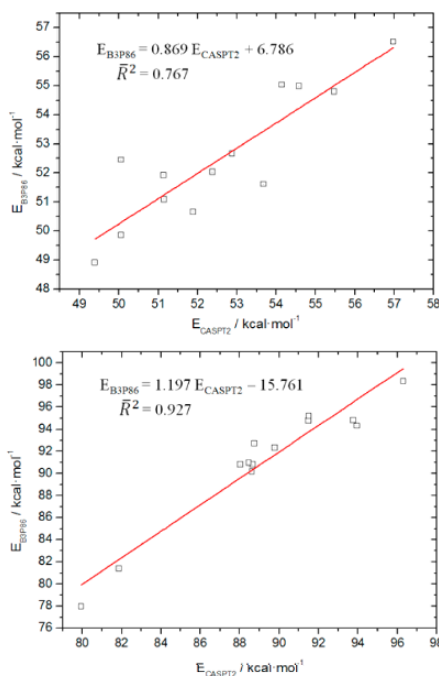 E_B3P86 = 0.869 E_CASPT2 + 6.786
R̄² = 0.767
E_B3P86 / kcal·mol⁻¹
57
56
55
54
53
52
51
50
49
48
49 50 51 52 53 54 55 56 57 58
E_CASPT2 / kcal·mol⁻¹
E_B3P86 = 1.197 E_CASPT2 − 15.761
R̄² = 0.927
E_B3P86 / kcal·mol⁻¹
100
98
96
94
92
90
88
86
84
82
80
78
76
80 82 84 86 88 90 92 94 96 98
E_CASPT2 / kcal·mol⁻¹